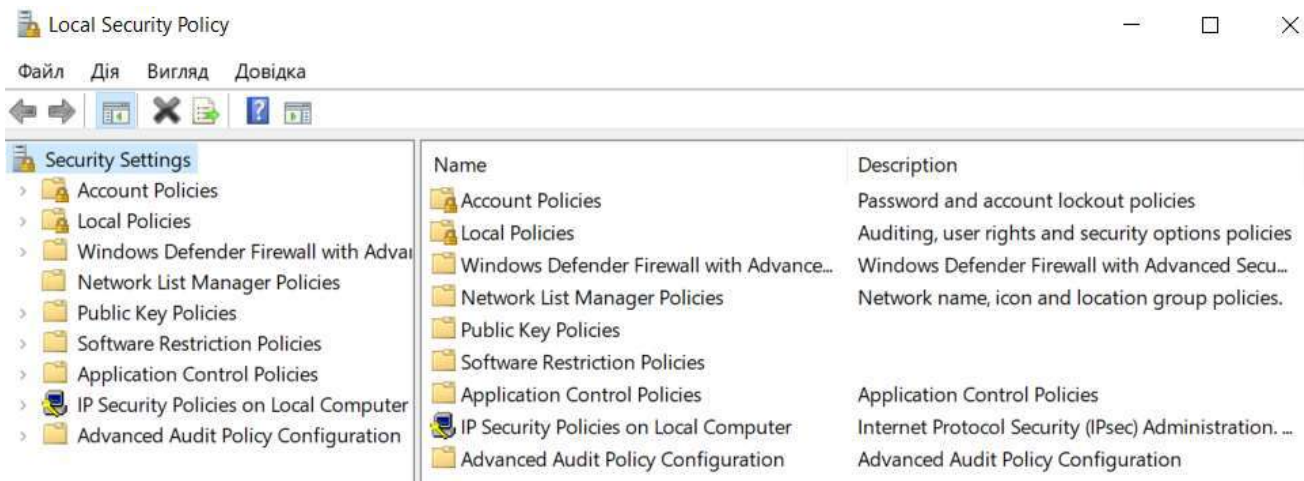 Local Security Policy
Файл Дія Вигляд Довідка
Security Settings
Account Policies
Local Policies
Windows Defender Firewall with Advai
Network List Manager Policies
Public Key Policies
Software Restriction Policies
Application Control Policies
IP Security Policies on Local Computer
Advanced Audit Policy Configuration
Name Description
Account Policies Password and account lockout policies
Local Policies Auditing, user rights and security options policies
Windows Defender Firewall with Advance... Windows Defender Firewall with Advanced Secu...
Network List Manager Policies Network name, icon and location group policies.
Public Key Policies
Software Restriction Policies
Application Control Policies Application Control Policies
IP Security Policies on Local Computer Internet Protocol Security (IPsec) Administration. ...
Advanced Audit Policy Configuration Advanced Audit Policy Configuration